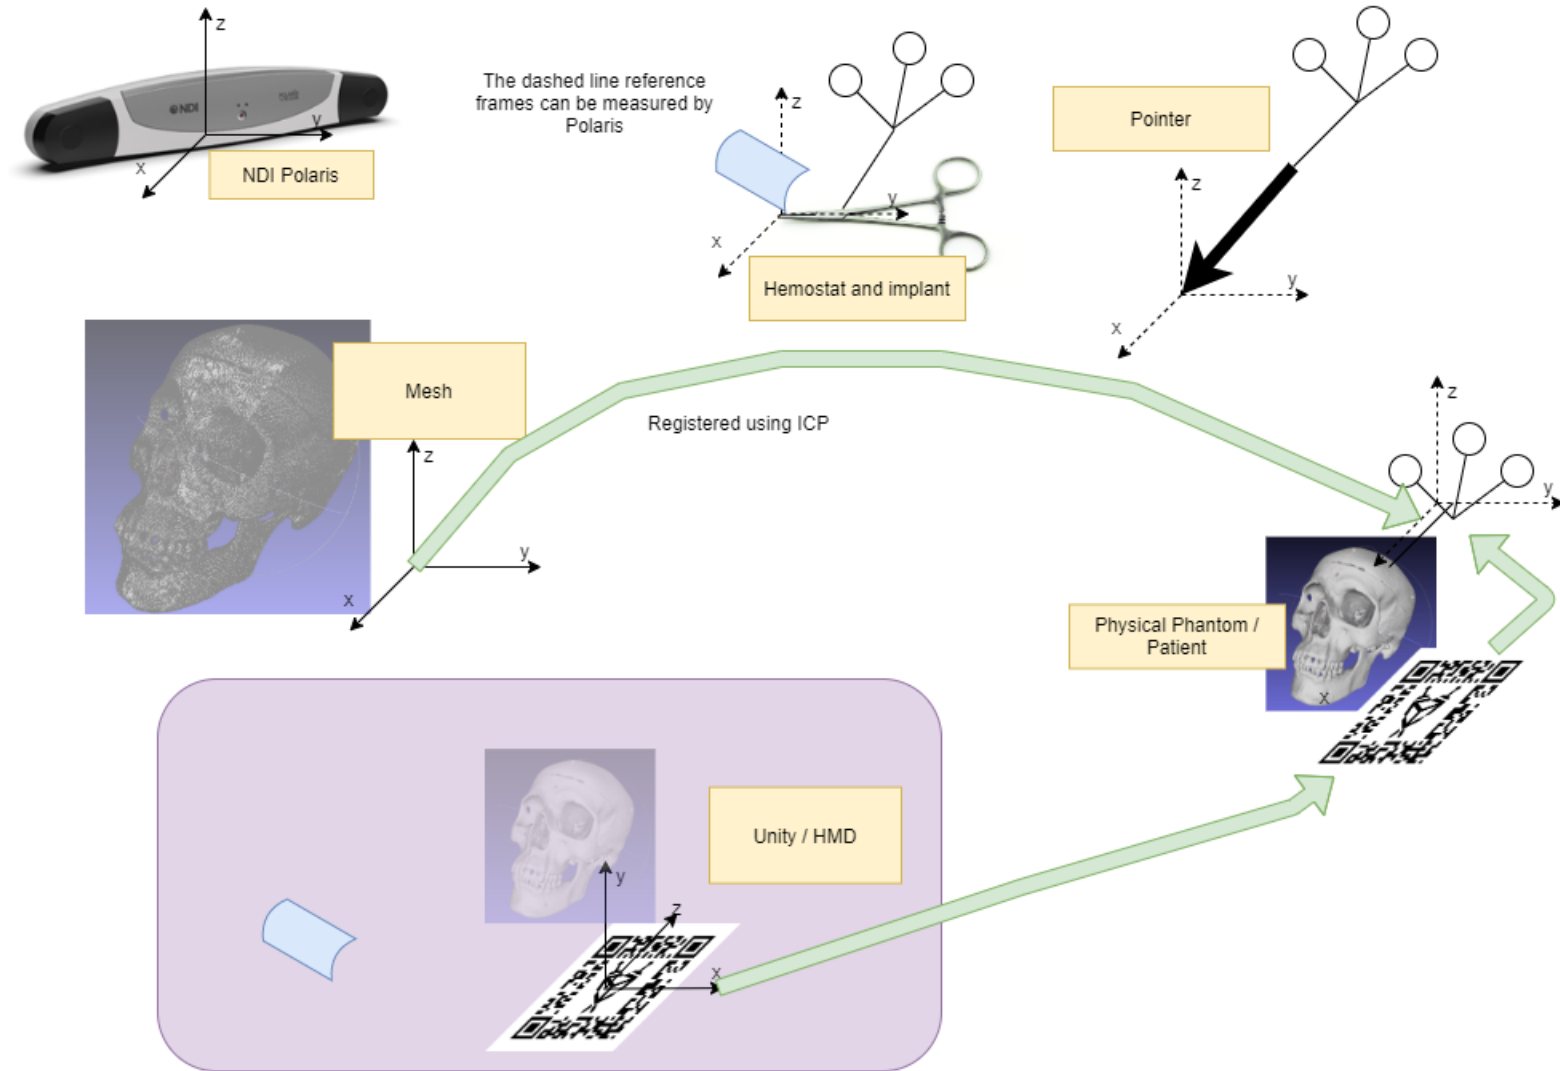 z
NDI
y
x
NDI Polaris
The dashed line reference
frames can be measured by
Polaris
z
y
x
Hemostat and implant
Pointer
z
y
x
Mesh
z
y
x
Registered using ICP
z
y
Physical Phantom /
Patient
x
Unity / HMD
y
z
x